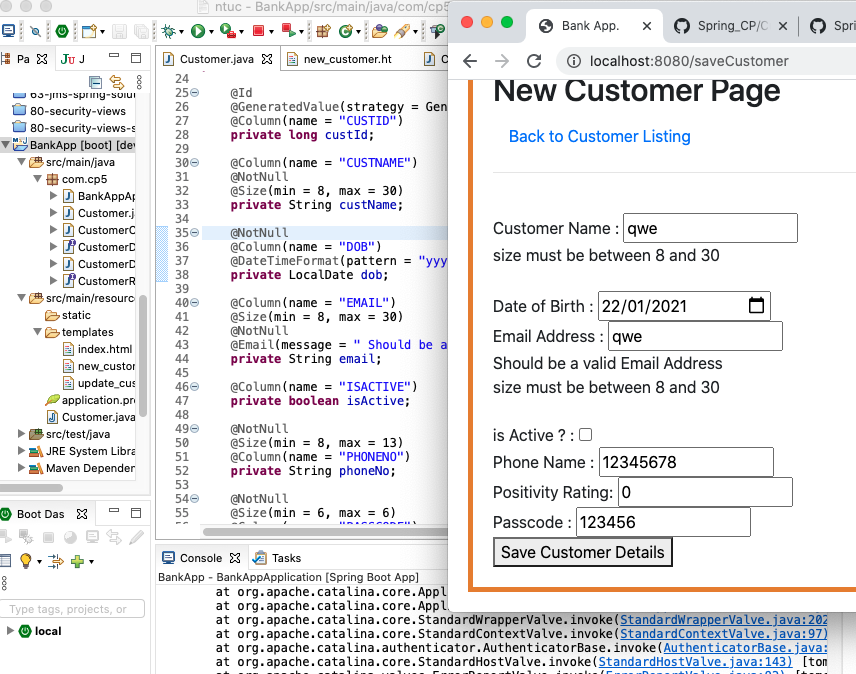 ntuc - BankApp/src/main/java/com/cp5
Pa
JU J
63-jms-spring-solu
80-security-views
80-security-views-s
BankApp [boot] [dev
src/main/java
com.cp5
BankAppAp
Customer.j
CustomerC
CustomerD
CustomerD
CustomerR
src/main/resourc
static
templates
index.html
new_custor
update_cus
application.pr
Customer.java
src/test/java
JRE System Libra
Maven Dependen
Boot Das
Type tags, projects, or
local
Customer.java
new_customer.ht
C
24
25 @Id
26 @GeneratedValue(strategy = Gen
27 @Column(name = "CUSTID")
28 private long custId;
29
30 @Column(name = "CUSTNAME")
31 @NotNull
32 @Size(min = 8, max = 30)
33 private String custName;
34
35 @NotNull
36 @Column(name = "DOB")
37 @DateTimeFormat(pattern = "yyy
38 private LocalDate dob;
39
40 @Column(name = "EMAIL")
41 @Size(min = 8, max = 30)
42 @NotNull
43 @Email(message = " Should be a
44 private String email;
45
46 @Column(name = "ISACTIVE")
47 private boolean isActive;
48
49 @NotNull
50 @Size(min = 8, max = 13)
51 @Column(name = "PHONENO")
52 private String phoneNo;
53
54 @NotNull
55 @Size(min = 6, max = 6)
Console
Tasks
BankApp - BankAppApplication [Spring Boot App]
at org.apache.catalina.core.Appl
at org.apache.catalina.core.Appl
at org.apache.catalina.core.StandardWrapperValve.invoke(StandardWrapperValve.java:202
at org.apache.catalina.core.StandardContextValve.invoke(StandardContextValve.java:97)
at org.apache.catalina.authenticator.AuthenticatorBase.invoke(AuthenticatorBase.java:
at org.apache.catalina.core.StandardHostValve.invoke(StandardHostValve.java:143) [tom
Bank App.
Spring_CP/C
Spri
localhost:8080/saveCustomer
New Customer Page
Back to Customer Listing
Customer Name : qwe
size must be between 8 and 30
Date of Birth : 22/01/2021
Email Address : qwe
Should be a valid Email Address
size must be between 8 and 30
is Active ? :
Phone Name : 12345678
Positivity Rating: 0
Passcode : 123456
Save Customer Details